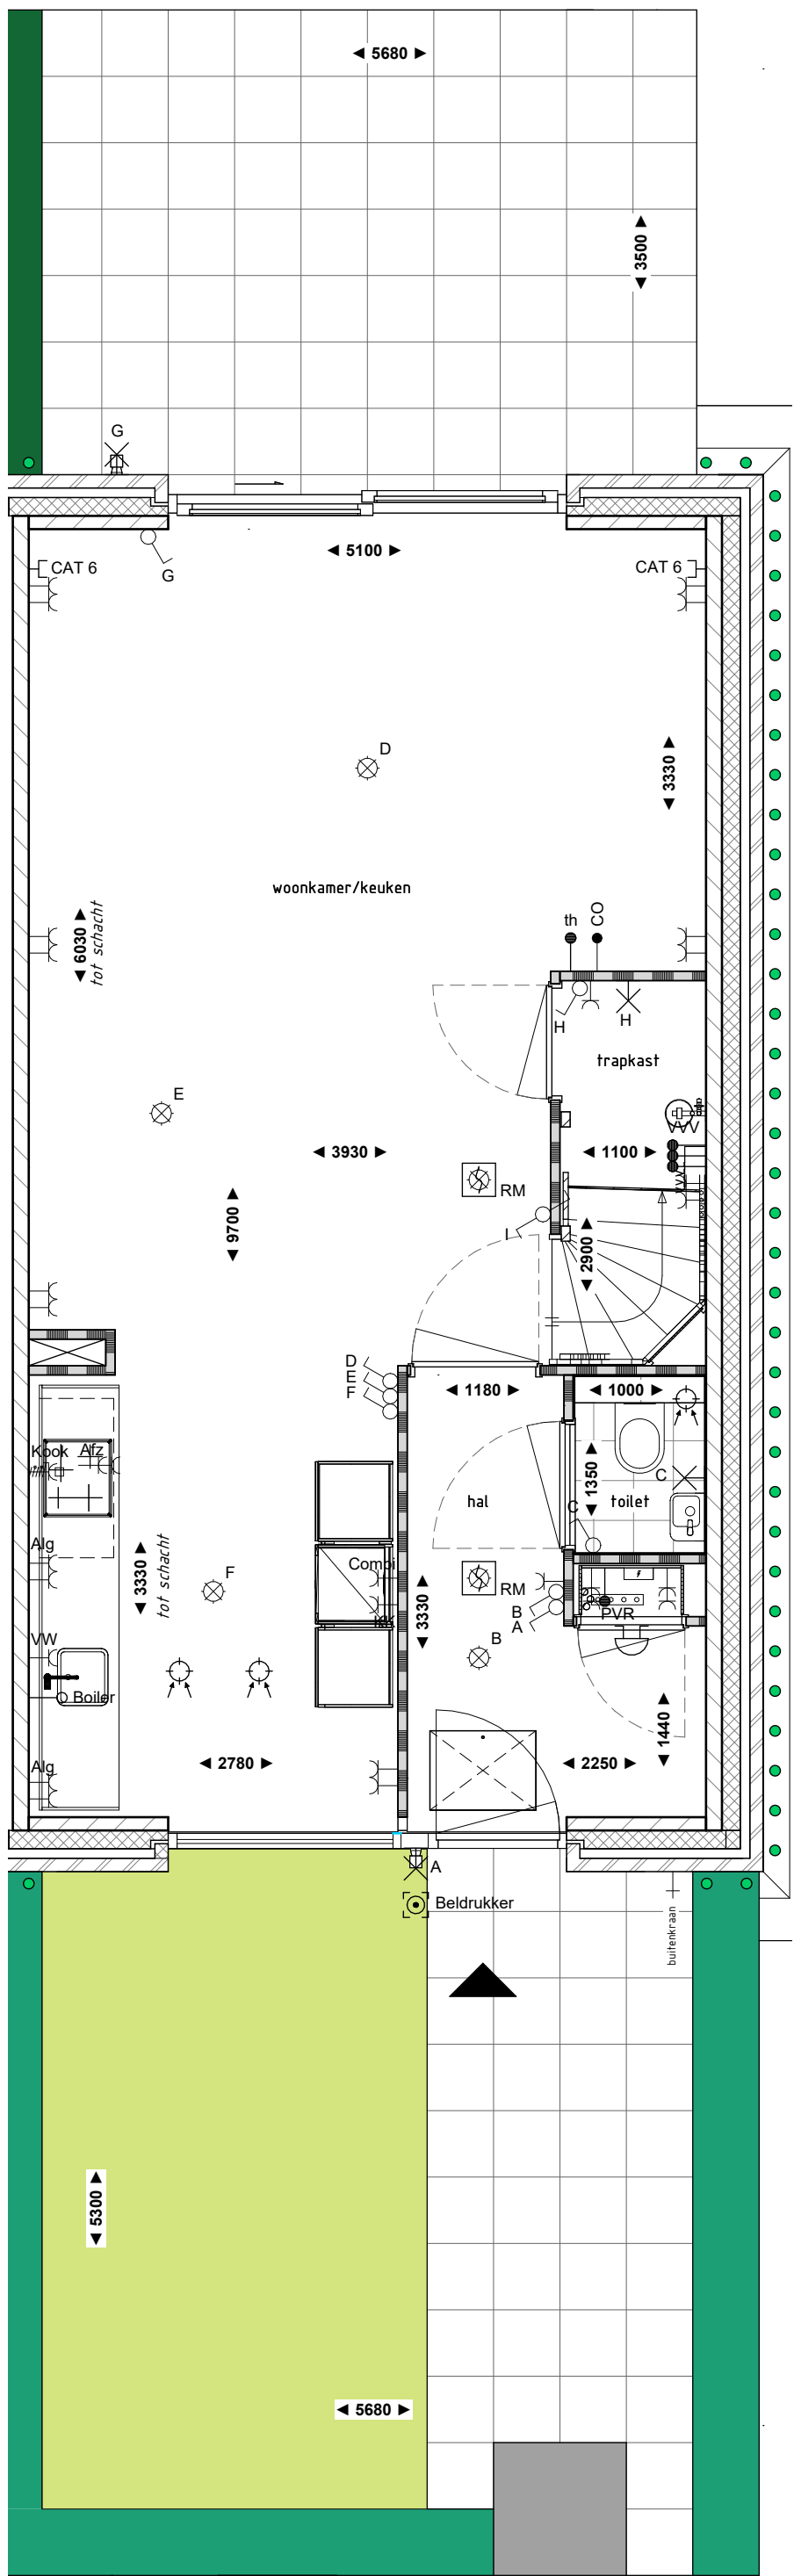 ◄ 5680 ►
◄ 3500 ►
G
◄ 5100 ►
CAT 6
CAT 6
G
D
◄ 3330 ►
woonkamer/keuken
◄ 6030 ►
tot schacht
th
CO
H
H
trapkast
E
VVV
◄ 3930 ►
◄ 1100 ►
RM
◄ 9700 ►
I
◄ 2900 ►
D
E
F
◄ 1180 ►
◄ 1000 ►
Kook
Afz
◄ 1350 ►
C
C
hal
toilet
Alg
◄ 3330 ►
tot schacht
F
Combi
◄ 3330 ►
RM
B
A
PVR
KK
VW
B
Boiler
◄ 1440 ►
◄ 2780 ►
◄ 2250 ►
Alg
A
Beldrukker
buitenkraan
◄ 5300 ►
◄ 5680 ►